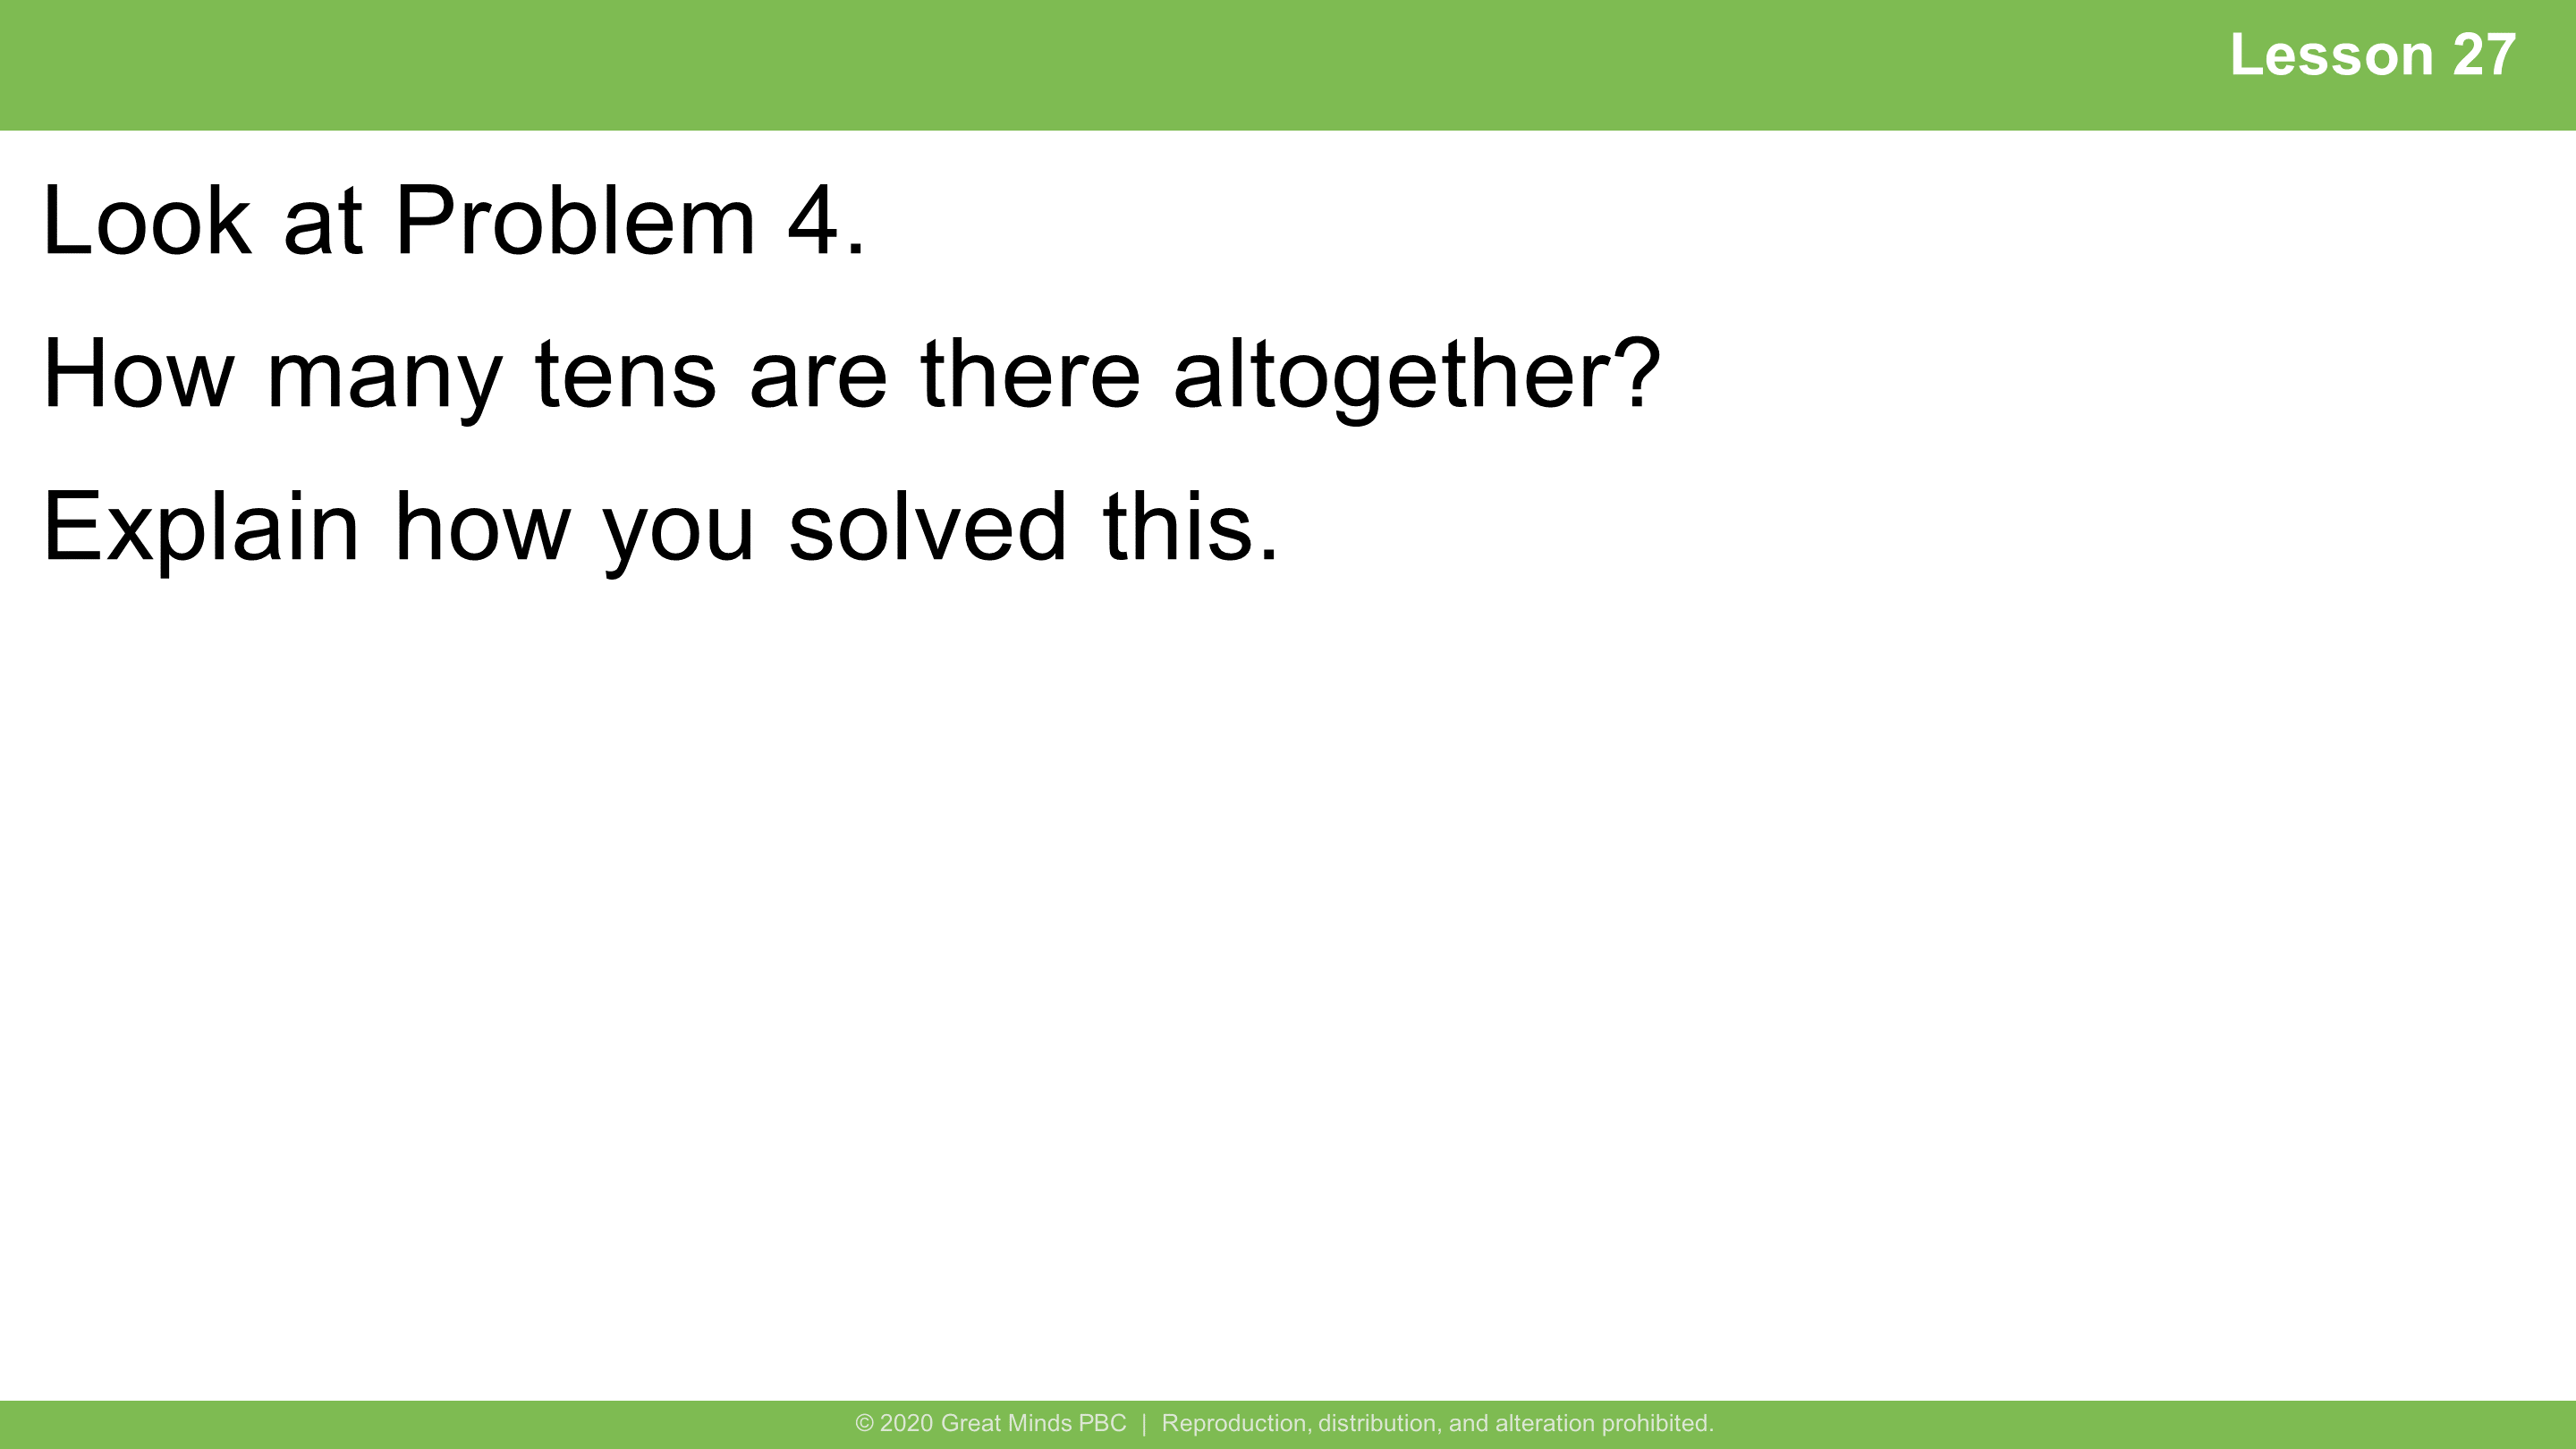 Lesson 27
Look at Problem 4.
How many tens are there altogether?
Explain how you solved this.
© 2020 Great Minds PBC | Reproduction, distribution, and alteration prohibited.